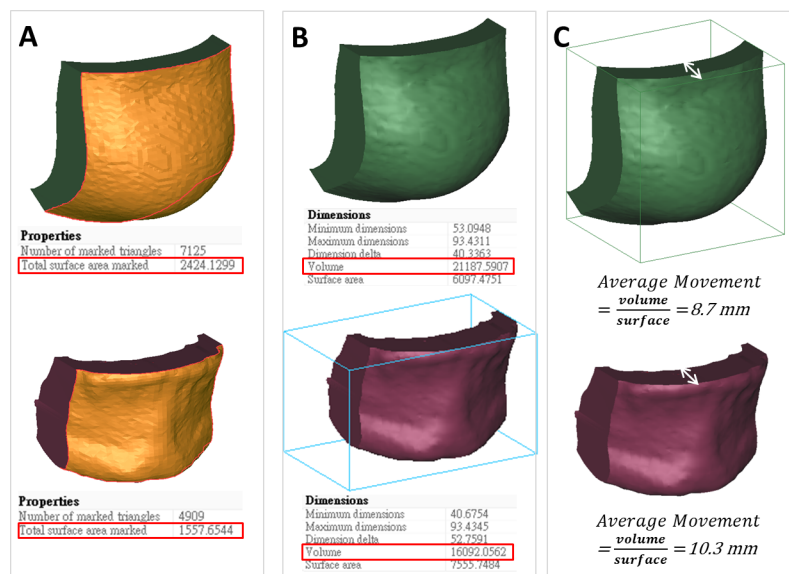 A
Properties
Number of marked triangles 7125
Total surface area marked 2424.1299
Properties
Number of marked triangles 4909
Total surface area marked 1557.6544
B
Dimensions
Minimum dimensions 53.0948
Maximum dimensions 93.4311
Dimension delta 40.3363
Volume 21187.5907
Surface area 6097.4751
Dimensions
Minimum dimensions 40.6754
Maximum dimensions 93.4345
Dimension delta 52.7591
Volume 16092.0562
Surface area 7555.7484
C
Average Movement
= volume/surface = 8.7 mm
Average Movement
= volume/surface = 10.3 mm